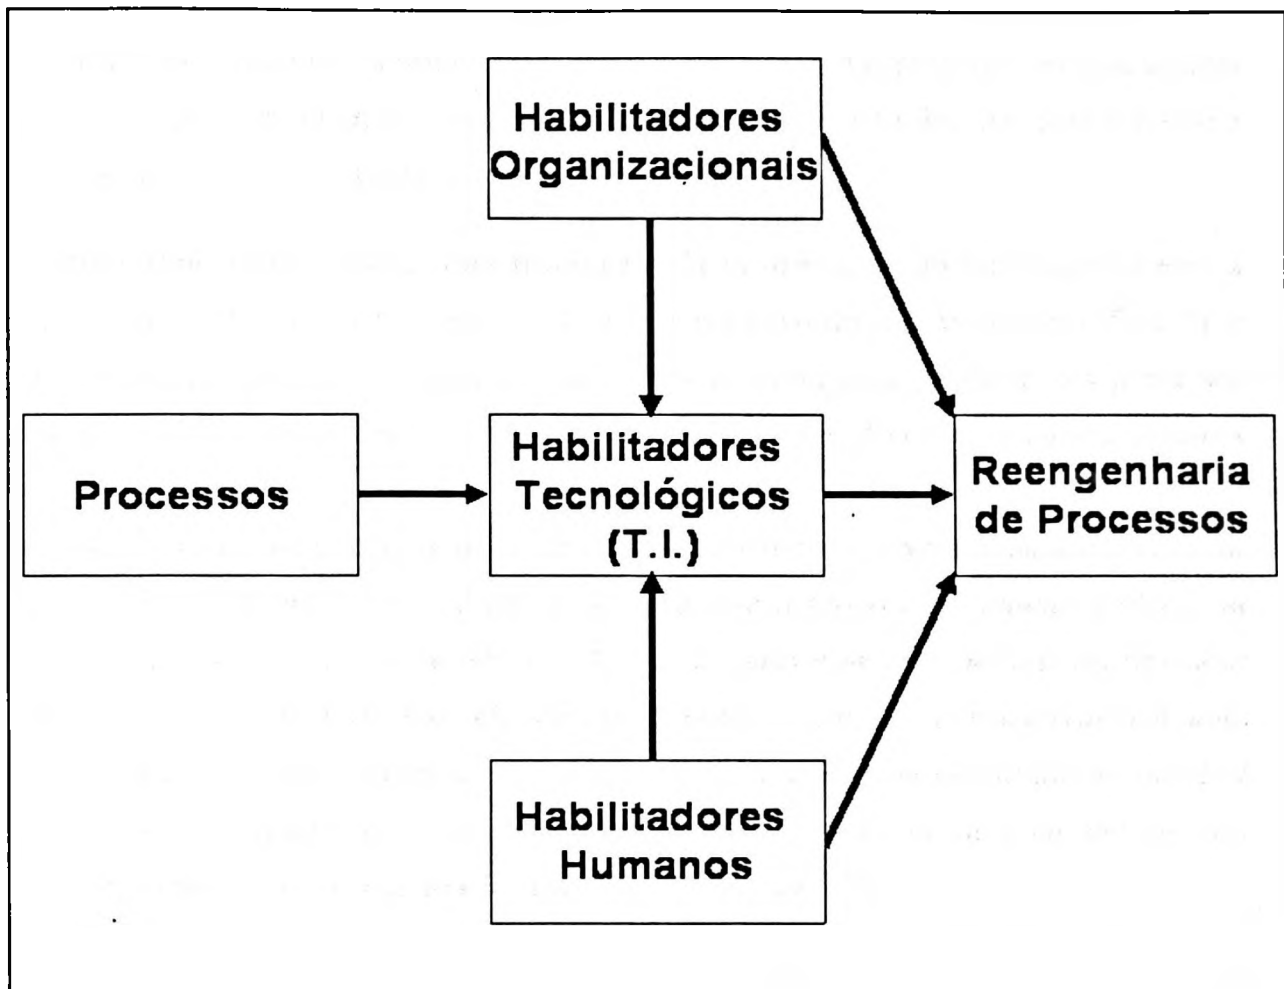 Habilitadores
Organizacionais
Processos
Habilitadores
Tecnológicos
(T.I.)
Reengenharia
de Processos
Habilitadores
Humanos